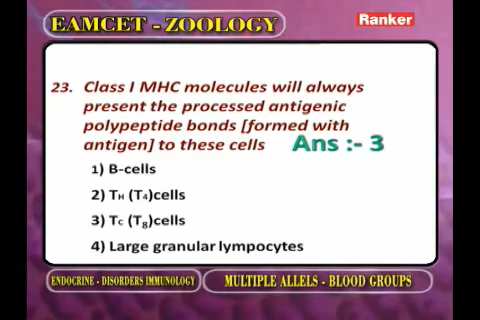 EAMCET - ZOOLOGY
Ranker
23. Class I MHC molecules will always
present the processed antigenic
polypeptide bonds [formed with
antigen] to these cells Ans :- 3
1) B-cells
2) TH (T4)cells
3) TC (T8)cells
4) Large granular lympocytes
ENDOCRINE - DISORDERS IMMUNOLOGY
MULTIPLE ALLELS - BLOOD GROUPS